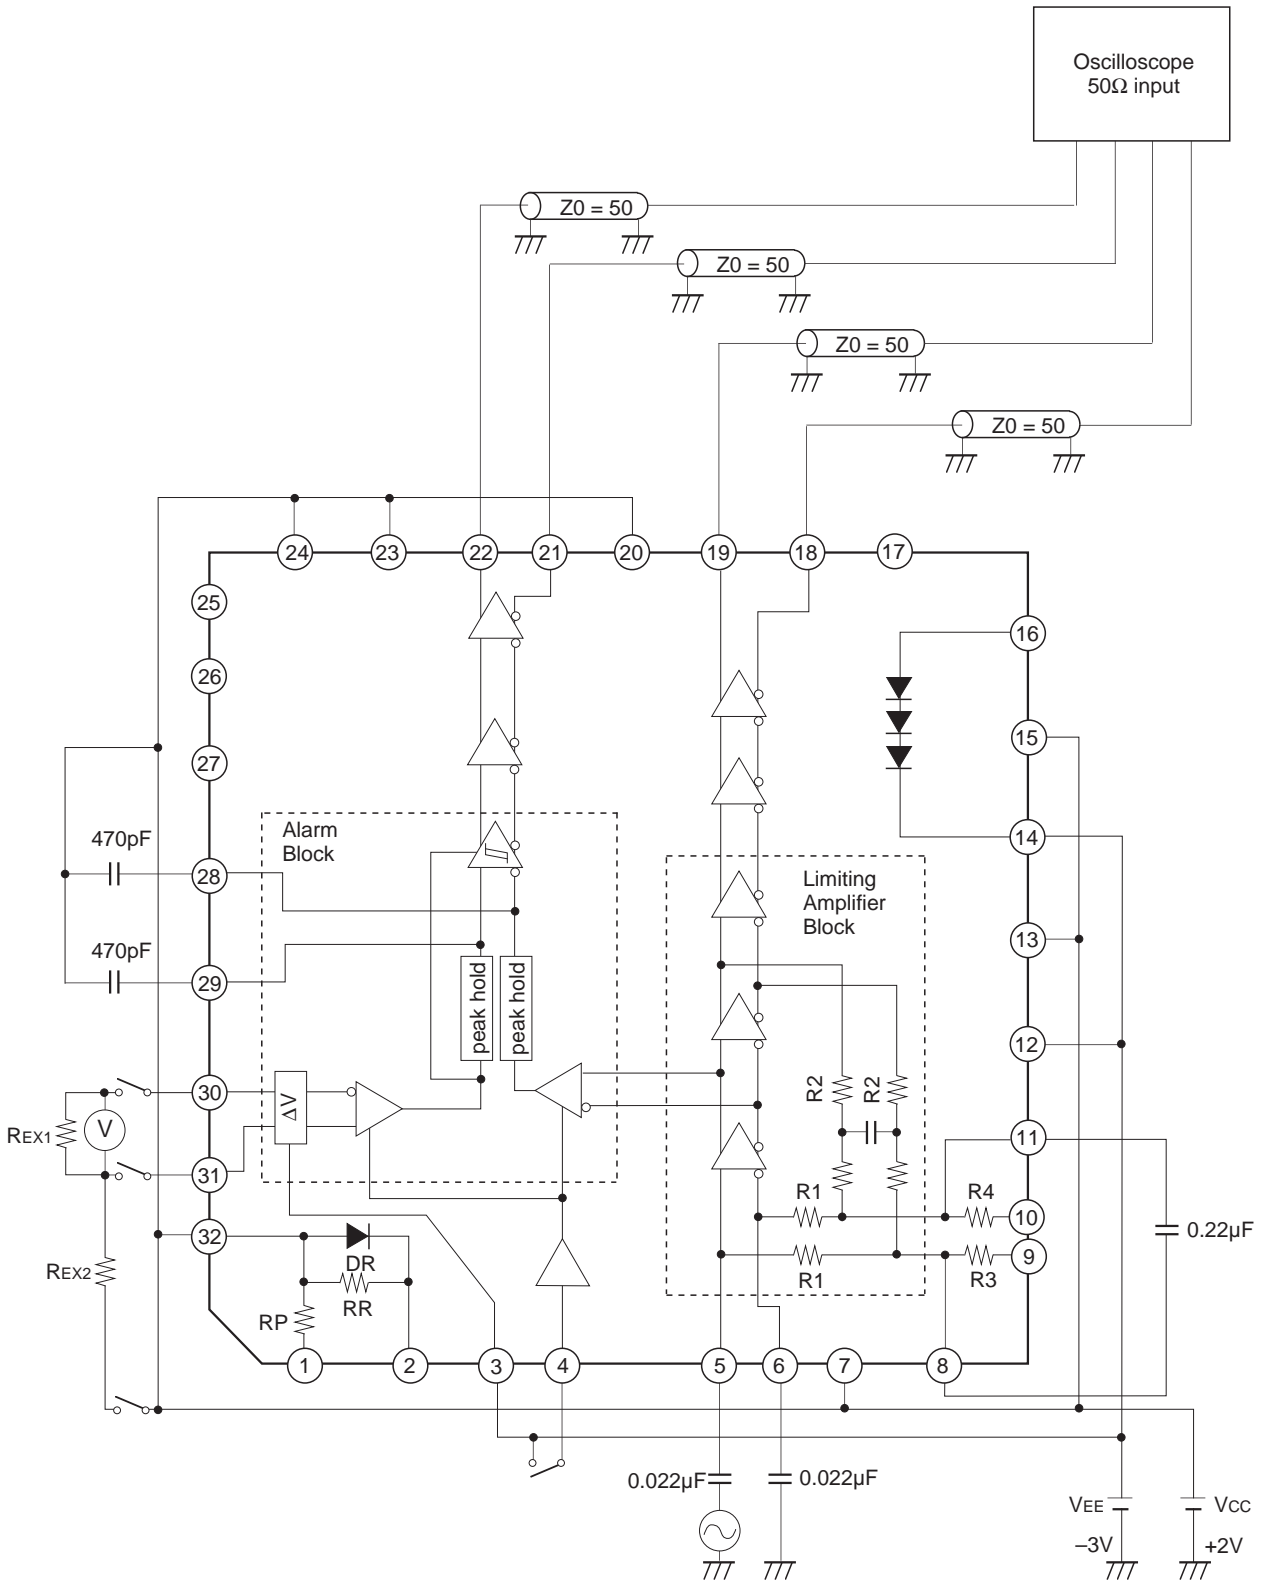 Oscilloscope
50Ω input
Z0 = 50
Z0 = 50
Z0 = 50
Z0 = 50
24 23 22 21 20 19 18 17
25
16
26
15
27
14
Alarm
Block
470pF
28
Limiting
Amplifier
Block
13
470pF
29
peak hold
peak hold
12
30
ΔV
R2 R2
REX1
V
11
31
R1 R4
10
0.22µF
32
9
DR
R1 R3
REX2
RR
RP
1 2 3 4 5 6 7 8
0.022µF 0.022µF
VEE VCC
–3V +2V